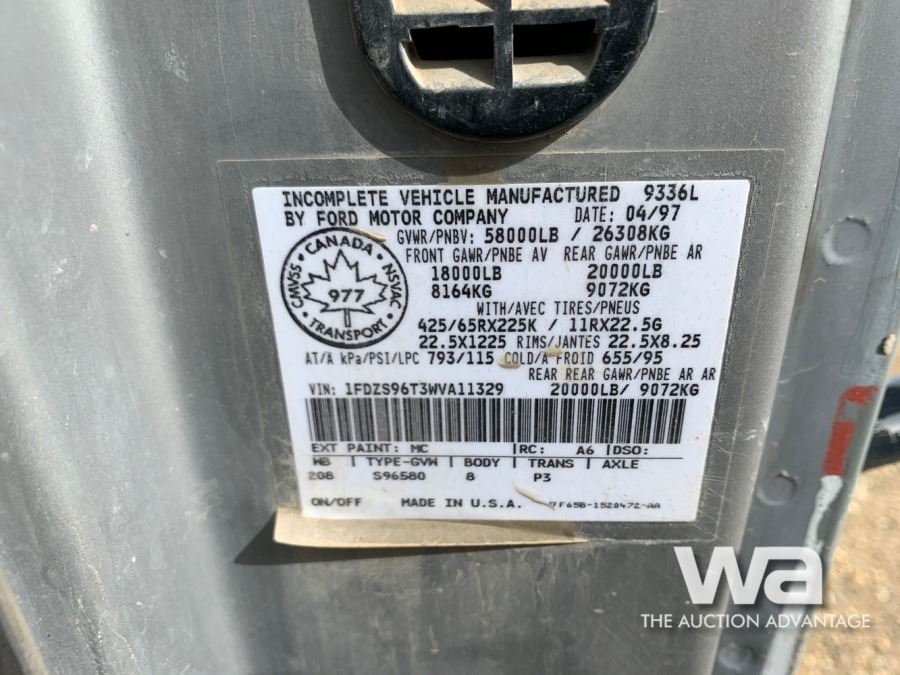 INCOMPLETE VEHICLE MANUFACTURED 9336L
BY FORD MOTOR COMPANY DATE: 04/97
GVWR/PNBV: 58000LB / 26308KG
FRONT GAWR/PNBE AV REAR GAWR/PNBE AR
18000LB 20000LB
8164KG 9072KG
WITH/AVEC TIRES/PNEUS
425/65RX225K / 11RX22.5G
22.5X1225 RIMS/JANTES 22.5X8.25
AT/A kPa/PSI/LPC 793/115 COLD/A FROID 655/95
REAR REAR GAWR/PNBE AR AR
VIN: 1FDZS96T3WVA11329 20000LB/ 9072KG
CANADA
CMVSS NSVAC
977
TRANSPORT
EXT PAINT: MC RC: A6 DSO:
WB TYPE-GVW BODY TRANS AXLE
208 S96580 8 P3
ON/OFF MADE IN U.S.A. 7F65B-1520472-AA
wa
THE AUCTION ADVANTAGE